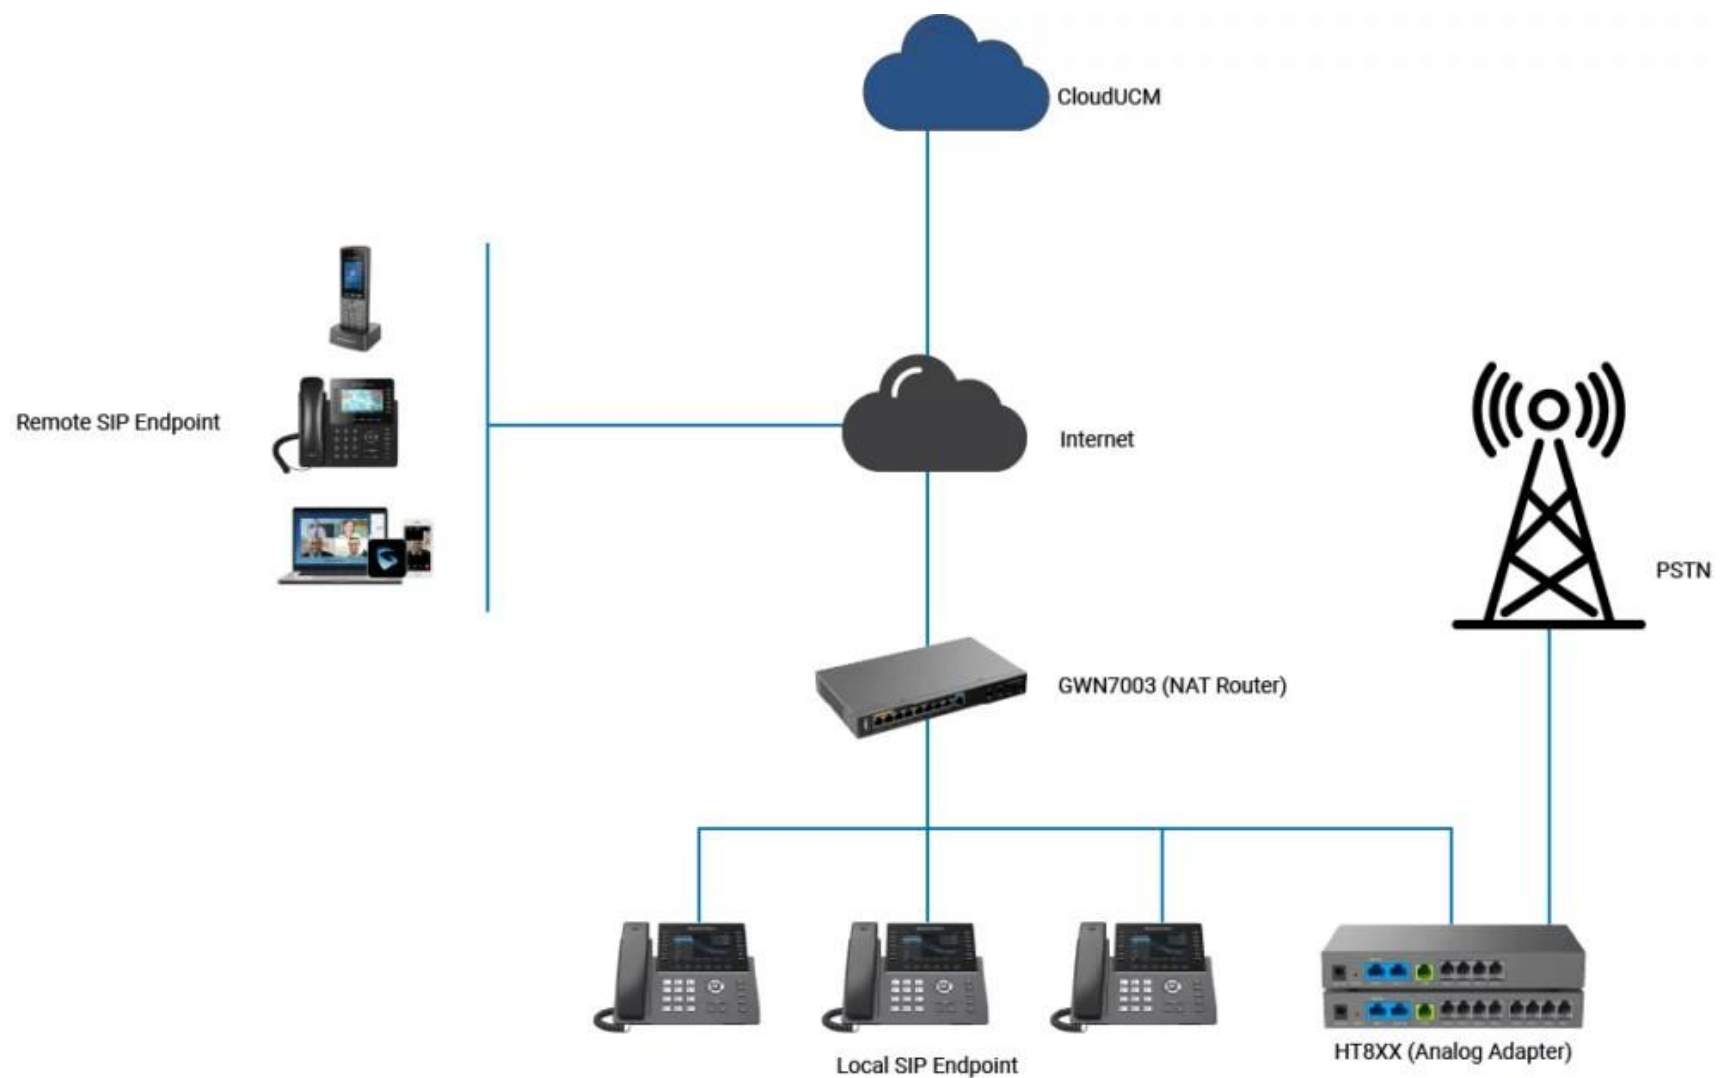 CloudUCM
Remote SIP Endpoint
Internet
PSTN
GWN7003 (NAT Router)
Local SIP Endpoint
HT8XX (Analog Adapter)